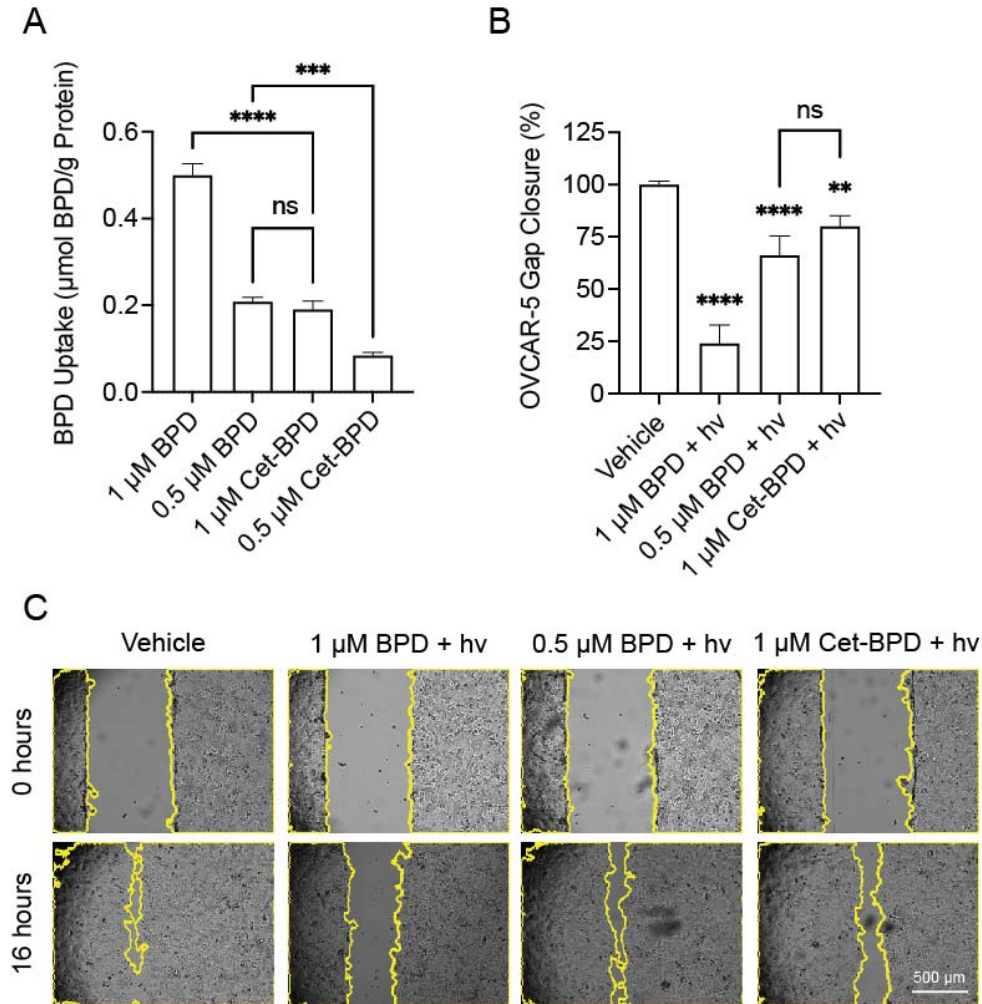 A
BPD Uptake (µmol BPD/g Protein)
0.6
0.4
0.2
0.0
***
****
ns
1 µM BPD
0.5 µM BPD
1 µM Cet-BPD
0.5 µM Cet-BPD
B
OVCAR-5 Gap Closure (%)
125
100
75
50
25
0
ns
**
****
****
Vehicle
1 µM BPD + hv
0.5 µM BPD + hv
1 µM Cet-BPD + hv
C
Vehicle
1 µM BPD + hv
0.5 µM BPD + hv
1 µM Cet-BPD + hv
0 hours
16 hours
500 µm